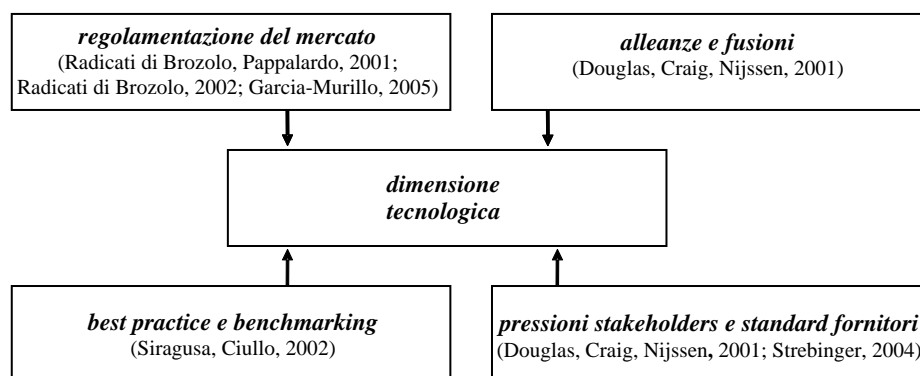 regolamentazione del mercato
(Radicati di Brozolo, Pappalardo, 2001;
Radicati di Brozolo, 2002; Garcia-Murillo, 2005)
alleanze e fusioni
(Douglas, Craig, Nijssen, 2001)
dimensione
tecnologica
best practice e benchmarking
(Siragusa, Ciullo, 2002)
pressioni stakeholders e standard fornitori
(Douglas, Craig, Nijssen, 2001; Strebinger, 2004)